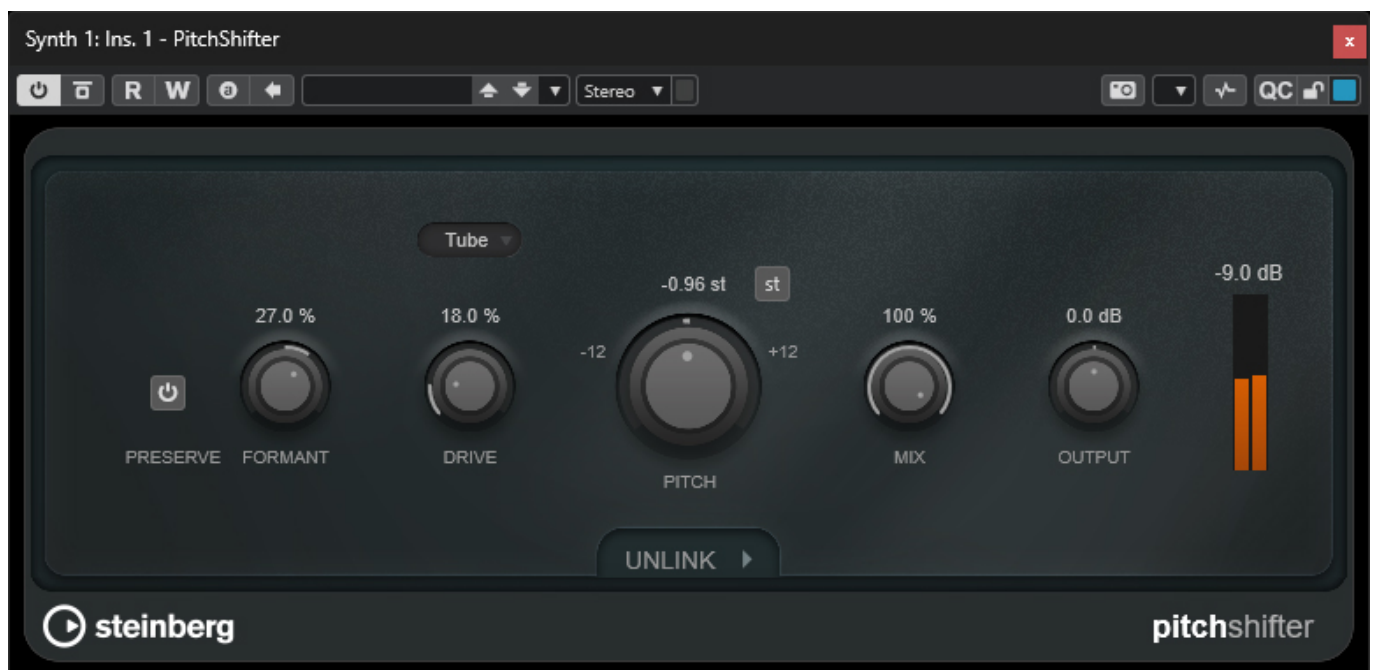 Synth 1: Ins. 1 - PitchShifter
x
R W a Stereo QC
Tube
-0.96 st st
-9.0 dB
27.0 % 18.0 % 100 % 0.0 dB
-12 +12
PRESERVE FORMANT DRIVE MIX OUTPUT
PITCH
UNLINK
steinberg pitchshifter